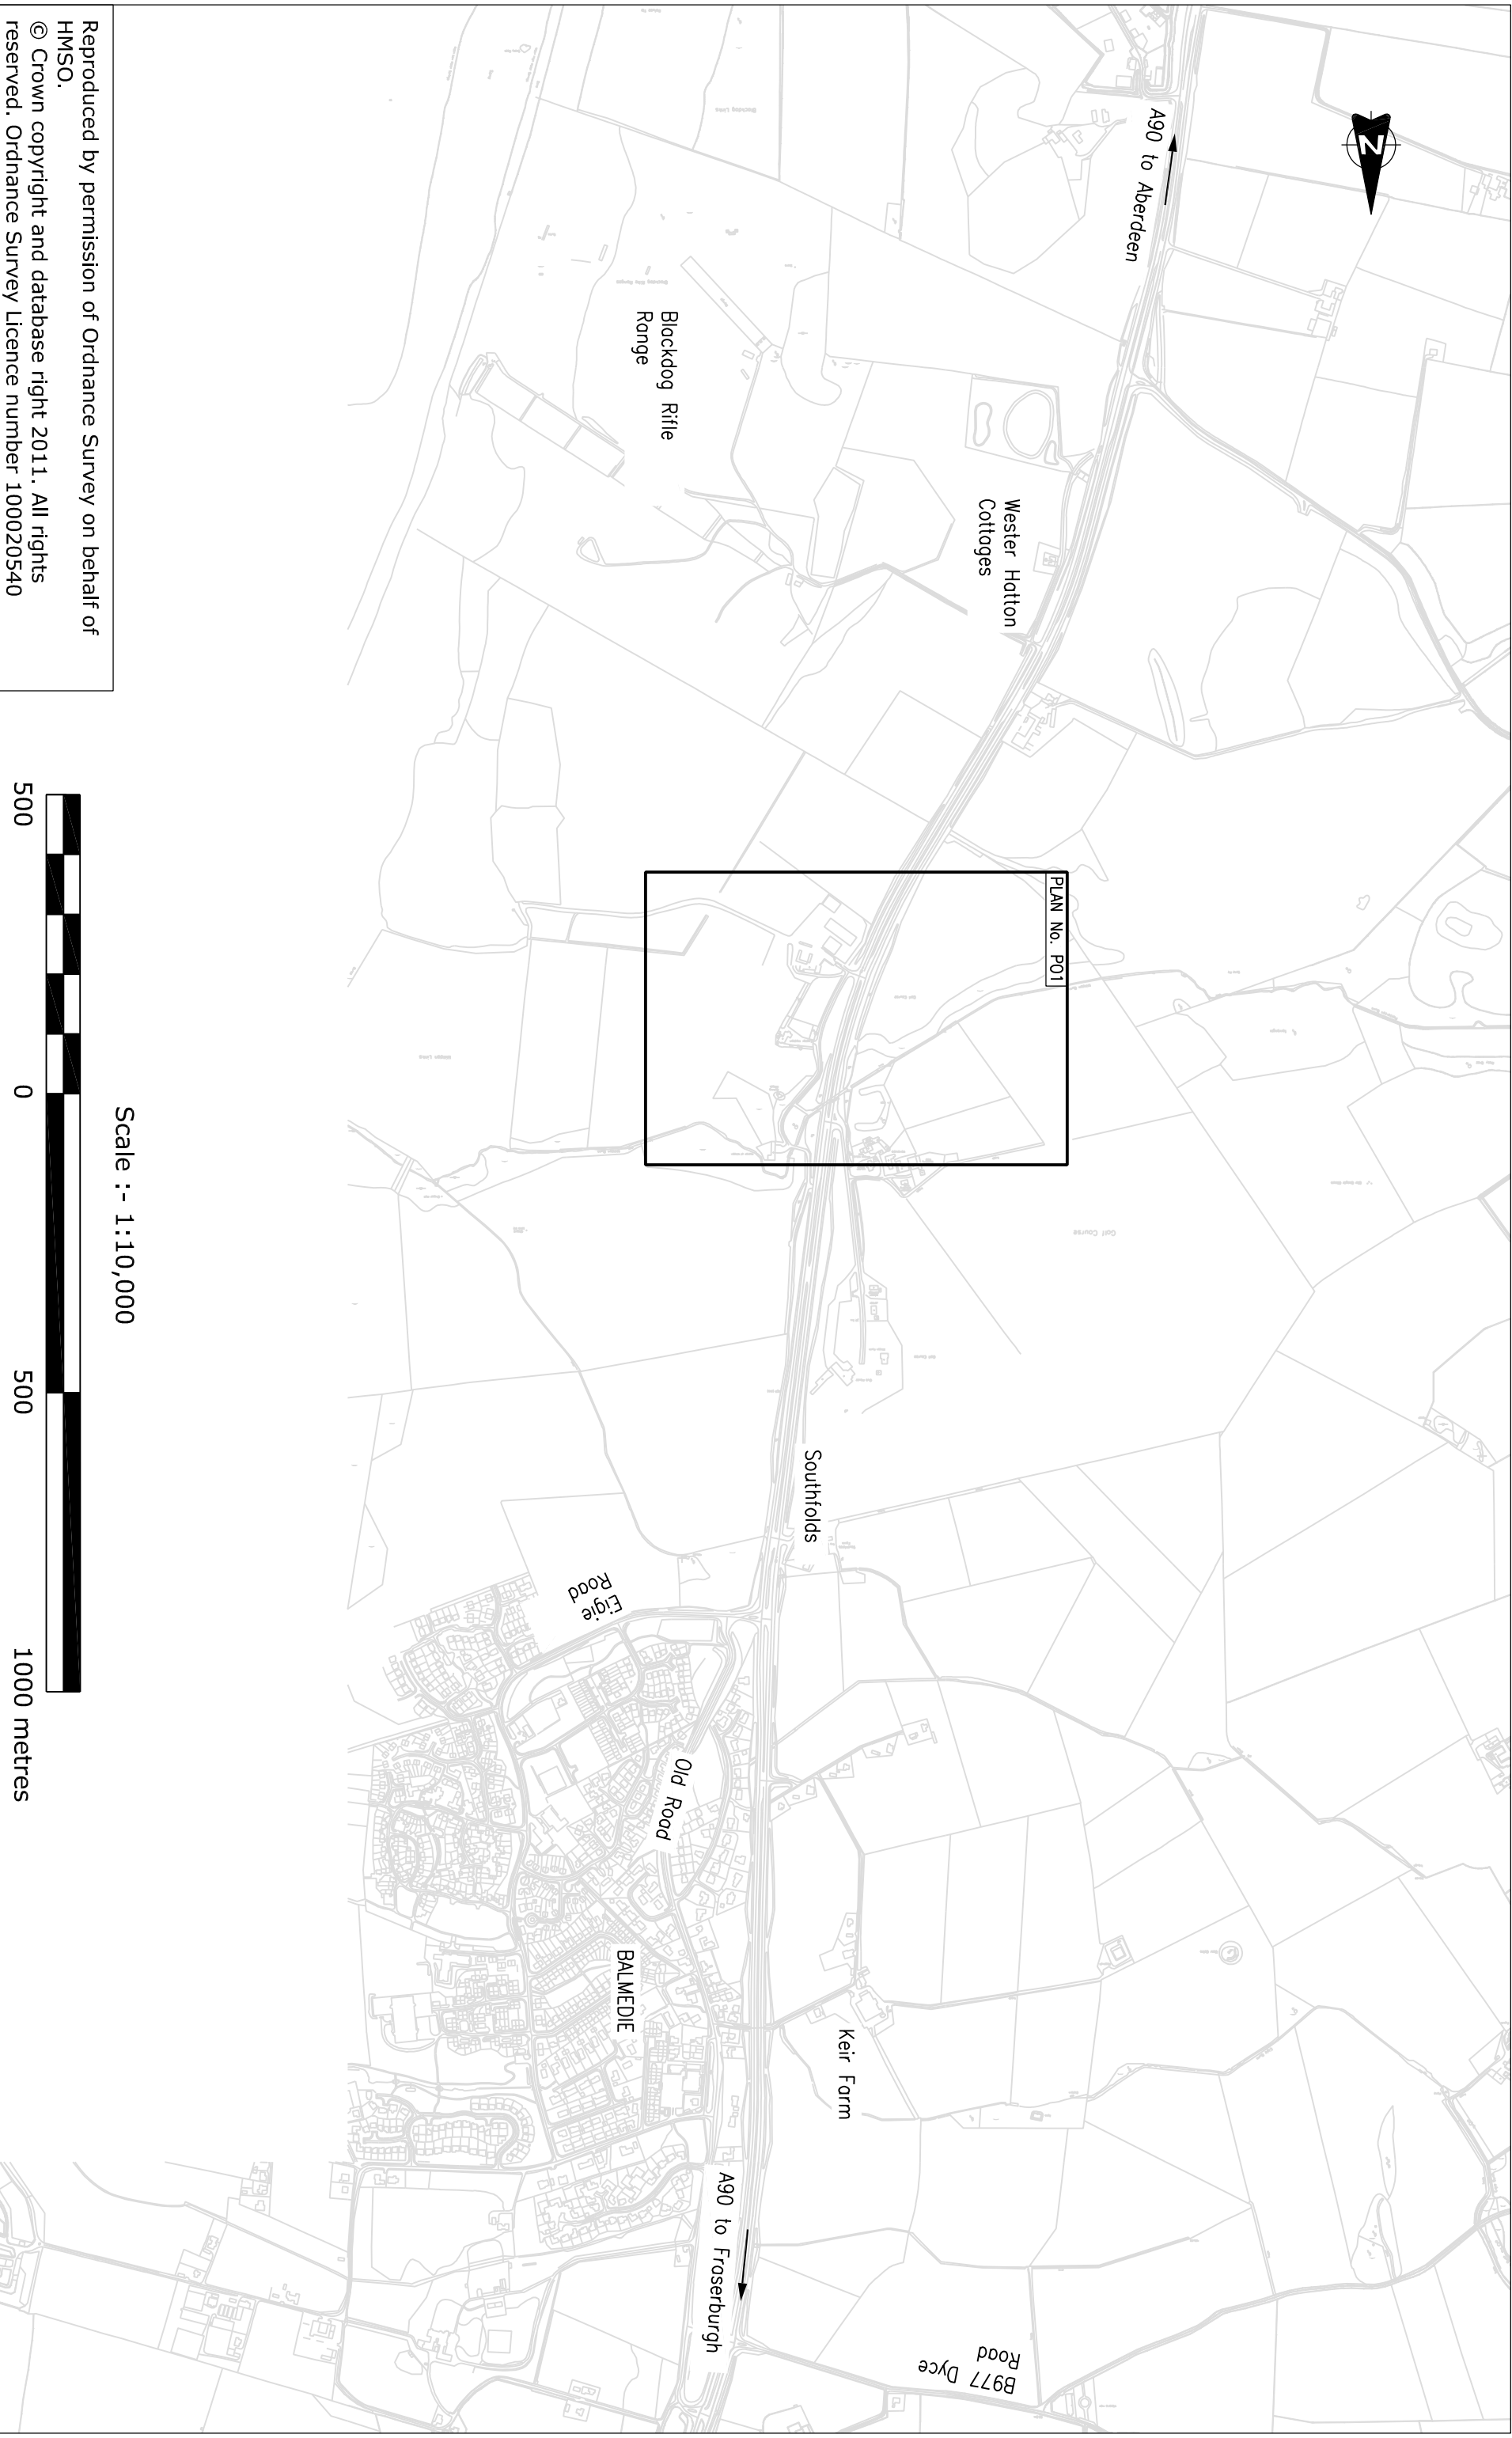 N
A90 to Aberdeen
Blackdog Rifle
Range
Wester Hatton
Cottages
PLAN No. P01
Golf Course
Southfolds
Eigie
Road
Old Road
BALMEDIE
Keir Farm
A90 to Fraserburgh
B977 Dyce
Road
Reproduced by permission of Ordnance Survey on behalf of
HMSO.
© Crown copyright and database right 2011. All rights
reserved. Ordnance Survey Licence number 100020540
Scale :- 1:10,000
500 0 500 1000 metres